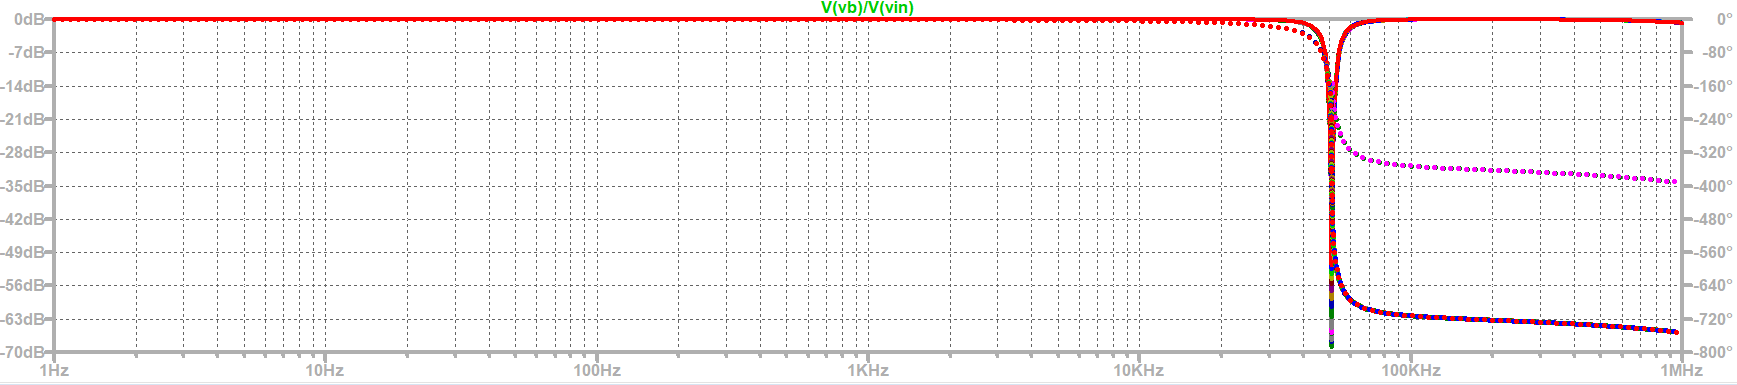 V(vb)/V(vin)
0dB 0°
-7dB -80°
-14dB -160°
-21dB -240°
-28dB -320°
-35dB -400°
-42dB -480°
-49dB -560°
-56dB -640°
-63dB -720°
-70dB -800°
1Hz 10Hz 100Hz 1KHz 10KHz 100KHz 1MHz